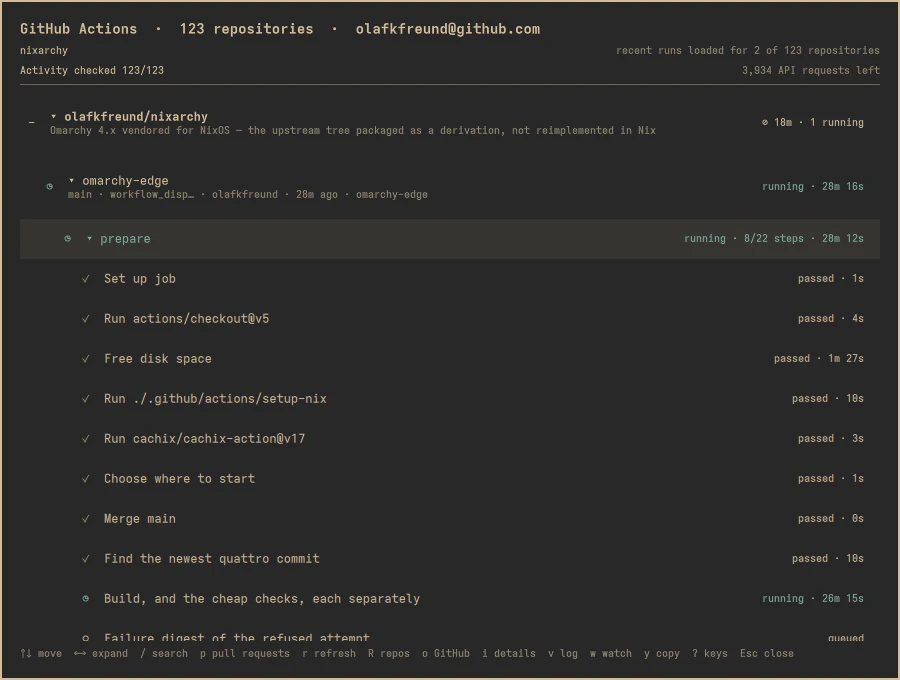 GitHub Actions · 123 repositories · olafkfreund@github.com
nixarchy recent runs loaded for 2 of 123 repositories
Activity checked 123/123 3,934 API requests left
– ▾ olafkfreund/nixarchy ⊘ 18m · 1 running
Omarchy 4.x vendored for NixOS — the upstream tree packaged as a derivation, not reimplemented in Nix
◔ ▾ omarchy-edge running · 28m 16s
main · workflow_disp… · olafkfreund · 28m ago · omarchy-edge
◔ ▾ prepare running · 8/22 steps · 28m 12s
✓ Set up job passed · 1s
✓ Run actions/checkout@v5 passed · 4s
✓ Free disk space passed · 1m 27s
✓ Run ./.github/actions/setup-nix passed · 10s
✓ Run cachix/cachix-action@v17 passed · 3s
✓ Choose where to start passed · 1s
✓ Merge main passed · 0s
✓ Find the newest quattro commit passed · 10s
◔ Build, and the cheap checks, each separately running · 26m 15s
○ Failure digest of the refused attempt queued
↑↓ move ←→ expand / search p pull requests r refresh R repos o GitHub i details v log w watch y copy ? keys Esc close